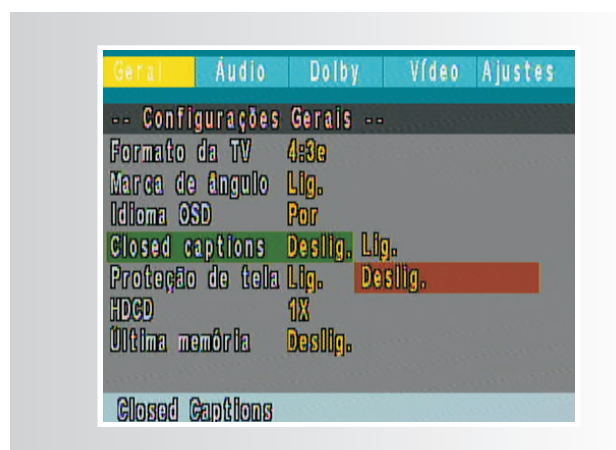 Geral Áudio Dolby Vídeo Ajustes
-- Configurações Gerais --
Formato da TV 4:3e
Marca de ângulo Lig.
Idioma OSD Por
Closed captions Deslig. Lig.
Proteção de tela Lig. Deslig.
HDCD 1X
Última memória Deslig.
Closed Captions